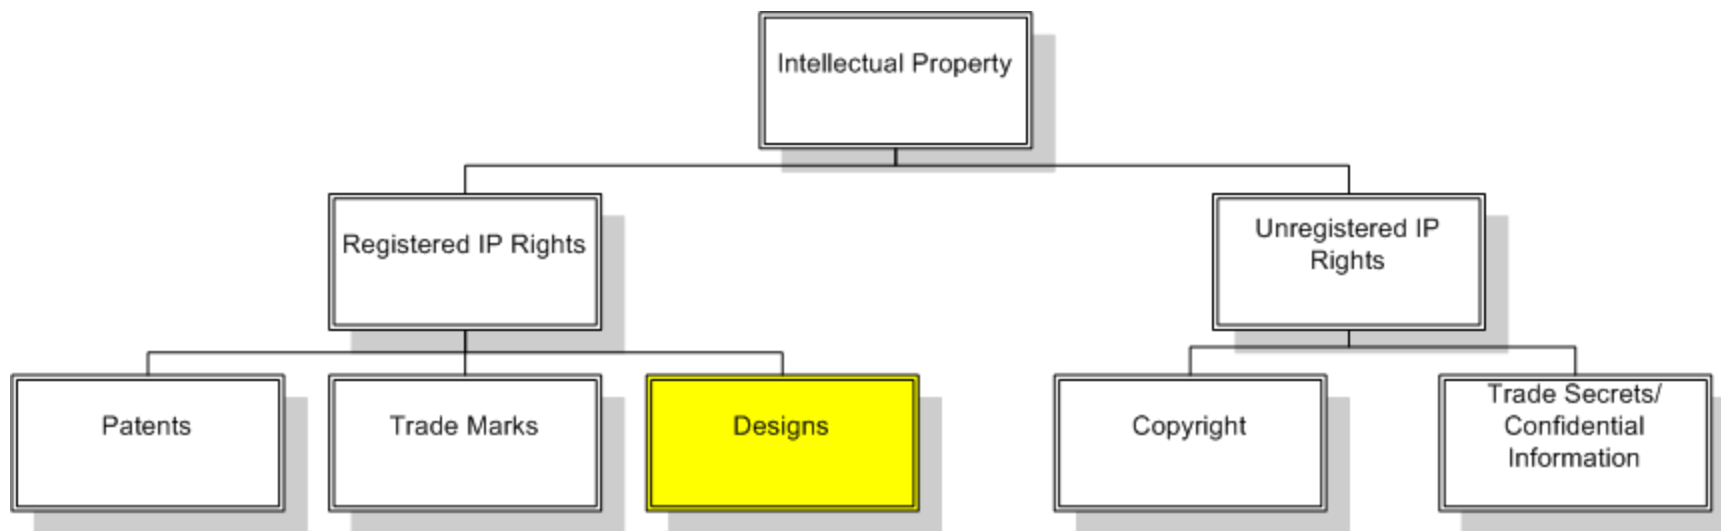 Intellectual Property
Registered IP Rights
Unregistered IP
Rights
Patents
Trade Marks
Designs
Copyright
Trade Secrets/
Confidential
Information